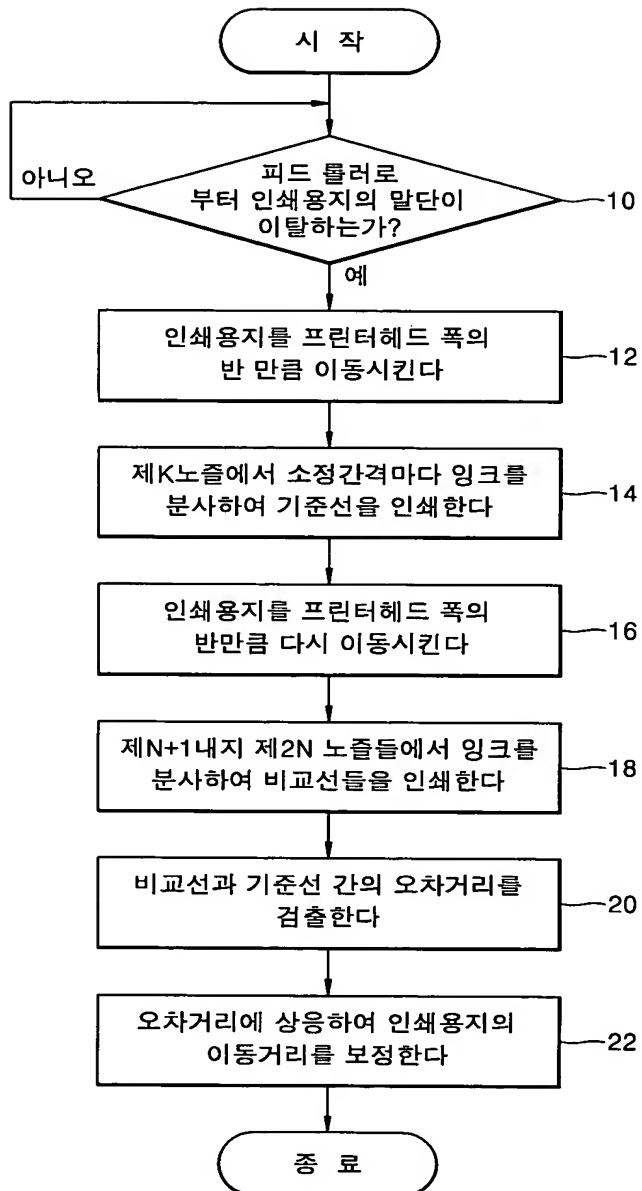 시 작
아니오
피드 롤러로
부터 인쇄용지의 말단이
이탈하는가?
10
예
인쇄용지를 프린터헤드 폭의
반 만큼 이동시킨다
12
제K노즐에서 소정간격마다 잉크를
분사하여 기준선을 인쇄한다
14
인쇄용지를 프린터헤드 폭의
반만큼 다시 이동시킨다
16
제N+1내지 제2N 노즐들에서 잉크를
분사하여 비교선들을 인쇄한다
18
비교선과 기준선 간의 오차거리를
검출한다
20
오차거리에 상응하여 인쇄용지의
이동거리를 보정한다
22
종 료